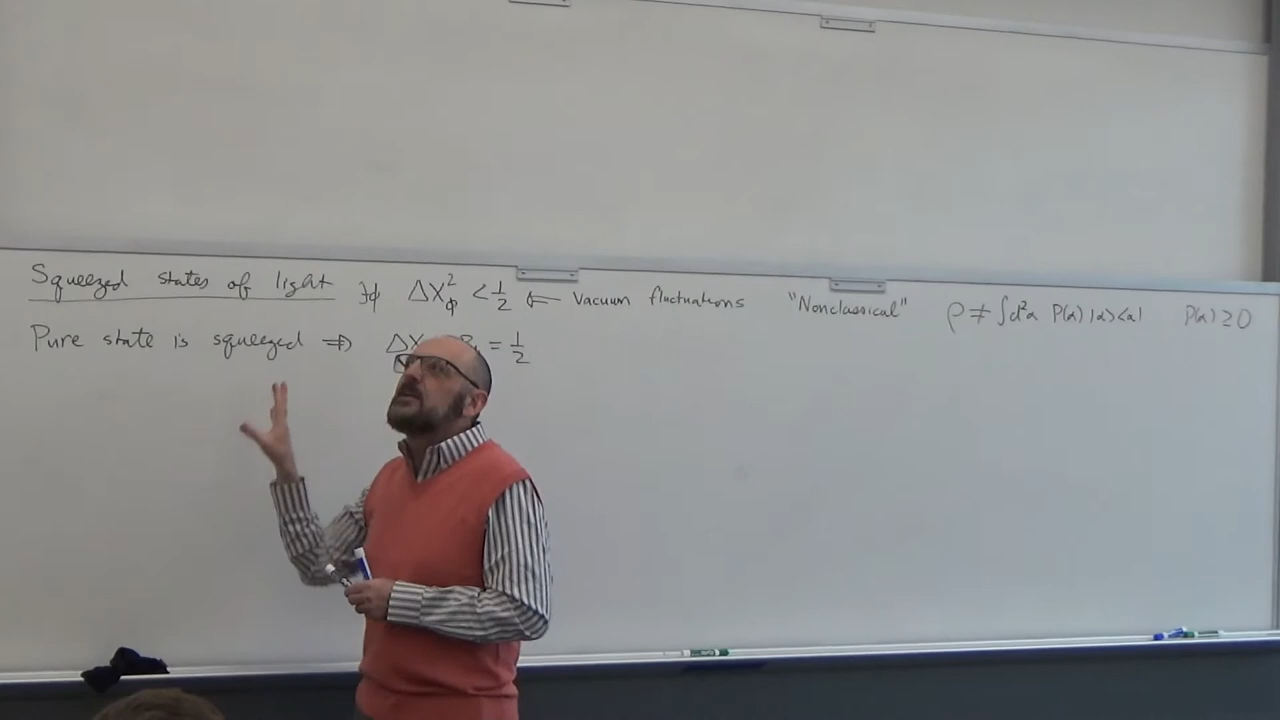 Squeezed states of light ∃ϕ ΔX_ϕ^2 < 1/2 ⇐ Vacuum fluctuations "Nonclassical" ρ ≠ ∫d²α P(α) |α><α| P(α) ≥ 0
Pure state is squeezed ⇒ ΔX = 1/2